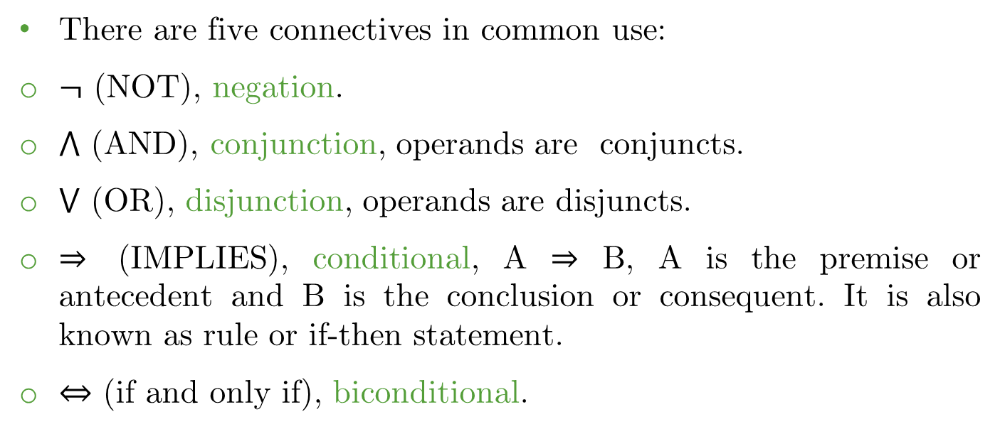 • There are five connectives in common use:
○ ¬ (NOT), negation.
○ ∧ (AND), conjunction, operands are conjuncts.
○ ∨ (OR), disjunction, operands are disjuncts.
○ ⇒ (IMPLIES), conditional, A ⇒ B, A is the premise or
antecedent and B is the conclusion or consequent. It is also
known as rule or if-then statement.
○ ⇔ (if and only if), biconditional.